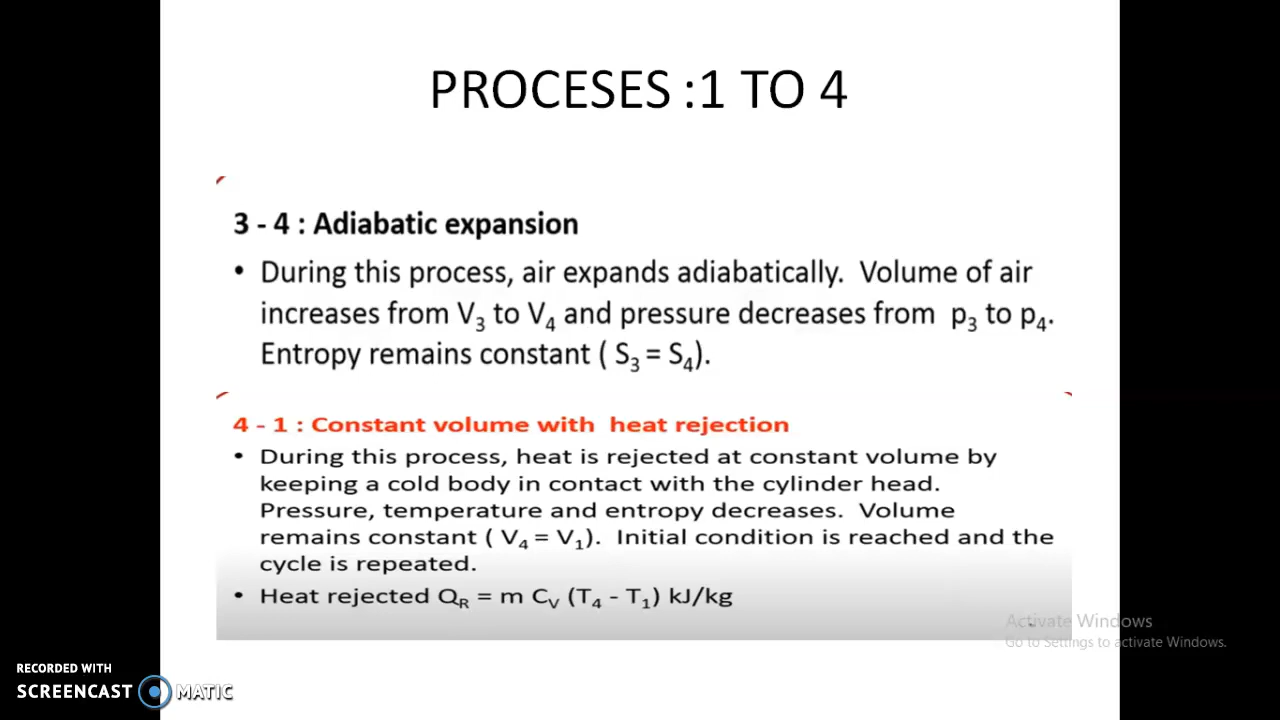 PROCESES :1 TO 4
3 - 4 : Adiabatic expansion
• During this process, air expands adiabatically. Volume of air
increases from V₃ to V₄ and pressure decreases from p₃ to p₄.
Entropy remains constant ( S₃ = S₄).
4 - 1 : Constant volume with heat rejection
• During this process, heat is rejected at constant volume by
keeping a cold body in contact with the cylinder head.
Pressure, temperature and entropy decreases. Volume
remains constant ( V₄ = V₁). Initial condition is reached and the
cycle is repeated.
• Heat rejected Q_R = m C_V (T₄ - T₁) kJ/kg
Activate Windows
Go to Settings to activate Windows.
RECORDED WITH
SCREENCAST MATIC